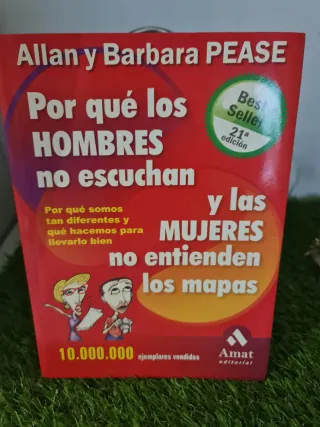 Allan y Barbara PEASE
Por qué los
HOMBRES
no escuchan
Best
Seller
21ª
edición
Por qué somos
tan diferentes y
qué hacemos para
llevarlo bien
y las
MUJERES
no entienden
los mapas
10.000.000 ejemplares vendidos
Amat
editorial